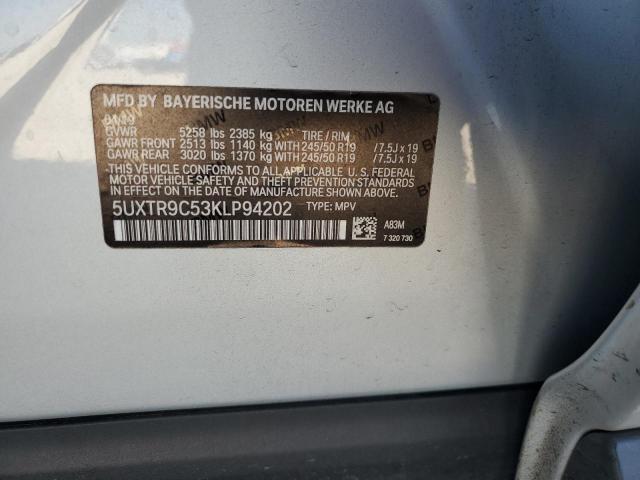 MFD BY BAYERISCHE MOTOREN WERKE AG
GVWR 5258 lbs 2385 kg TIRE / RIM
GAWR FRONT 2513 lbs 1140 kg WITH 245/50 R19 /7.5J x 19
GAWR REAR 3020 lbs 1370 kg WITH 245/50 R19 /7.5J x 19
THIS VEHICLE CONFORMS TO ALL APPLICABLE U. S. FEDERAL
MOTOR VEHICLE SAFETY STANDARDS IN
EFFECT ON THE DATE OF MANUFACTURE SHOWN ABOVE.
5UXTR9C53KLP94202 TYPE: MPV
A83M
7 320 730